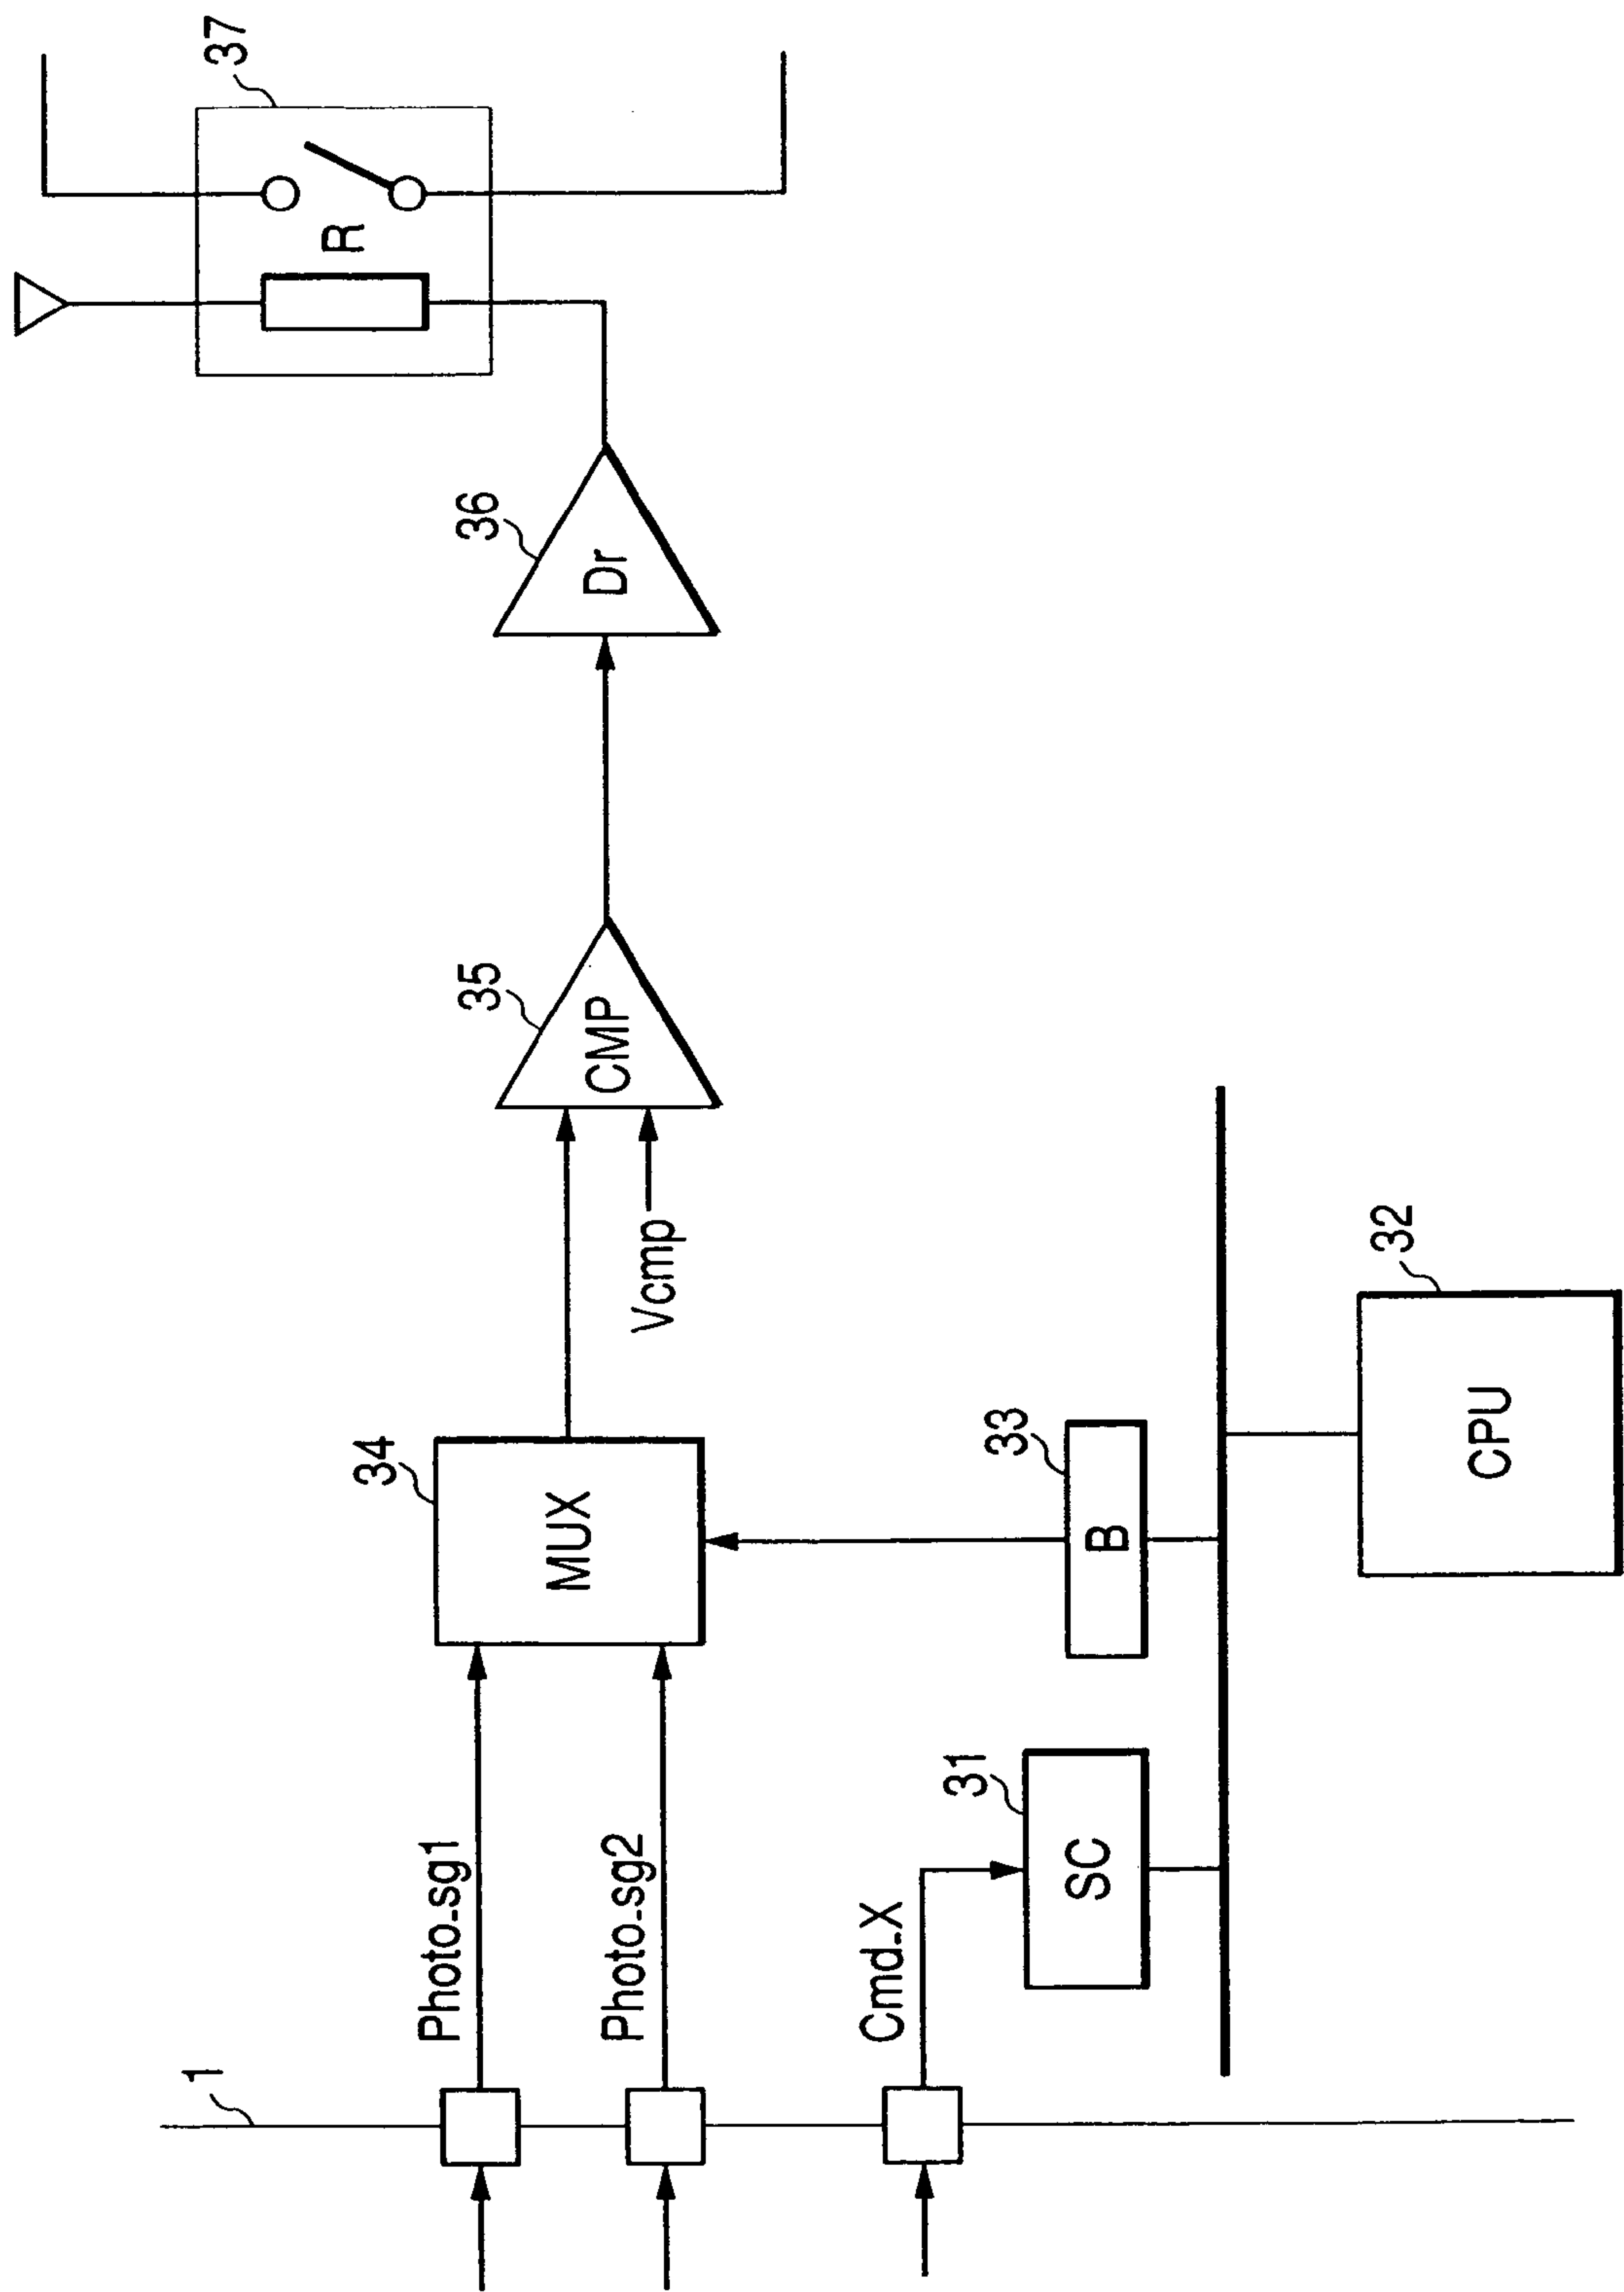 37
R
36
Dr
35
CMP
Vcmp
34
MUX
33
B
32
CPU
31
SC
Photo.sg1
Photo.sg2
Cmd.X
1